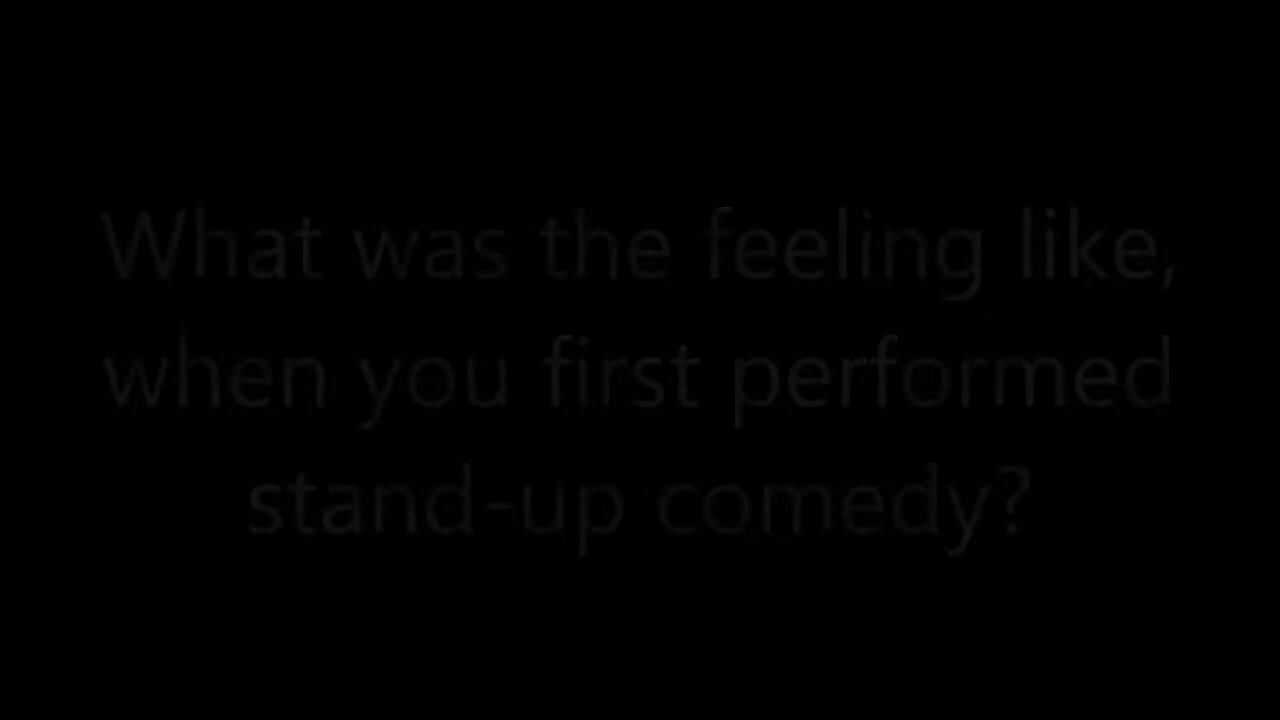 What was the feeling like,
when you first performed
stand-up comedy?